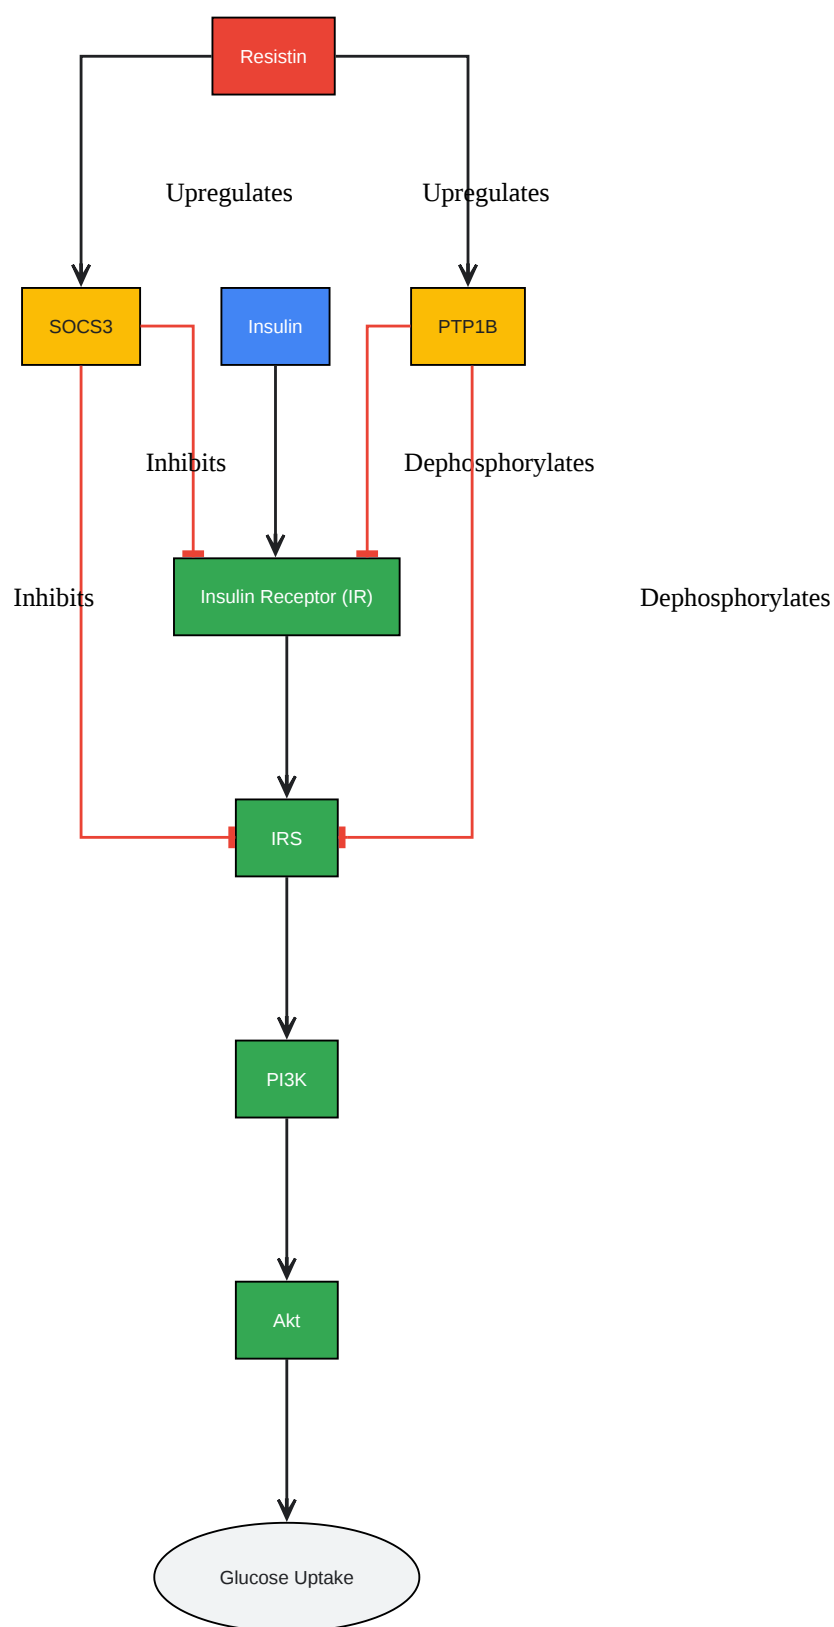 Resistin
Upregulates
Upregulates
SOCS3
Insulin
PTP1B
Inhibits
Dephosphorylates
Insulin Receptor (IR)
Inhibits
Dephosphorylates
IRS
PI3K
Akt
Glucose Uptake